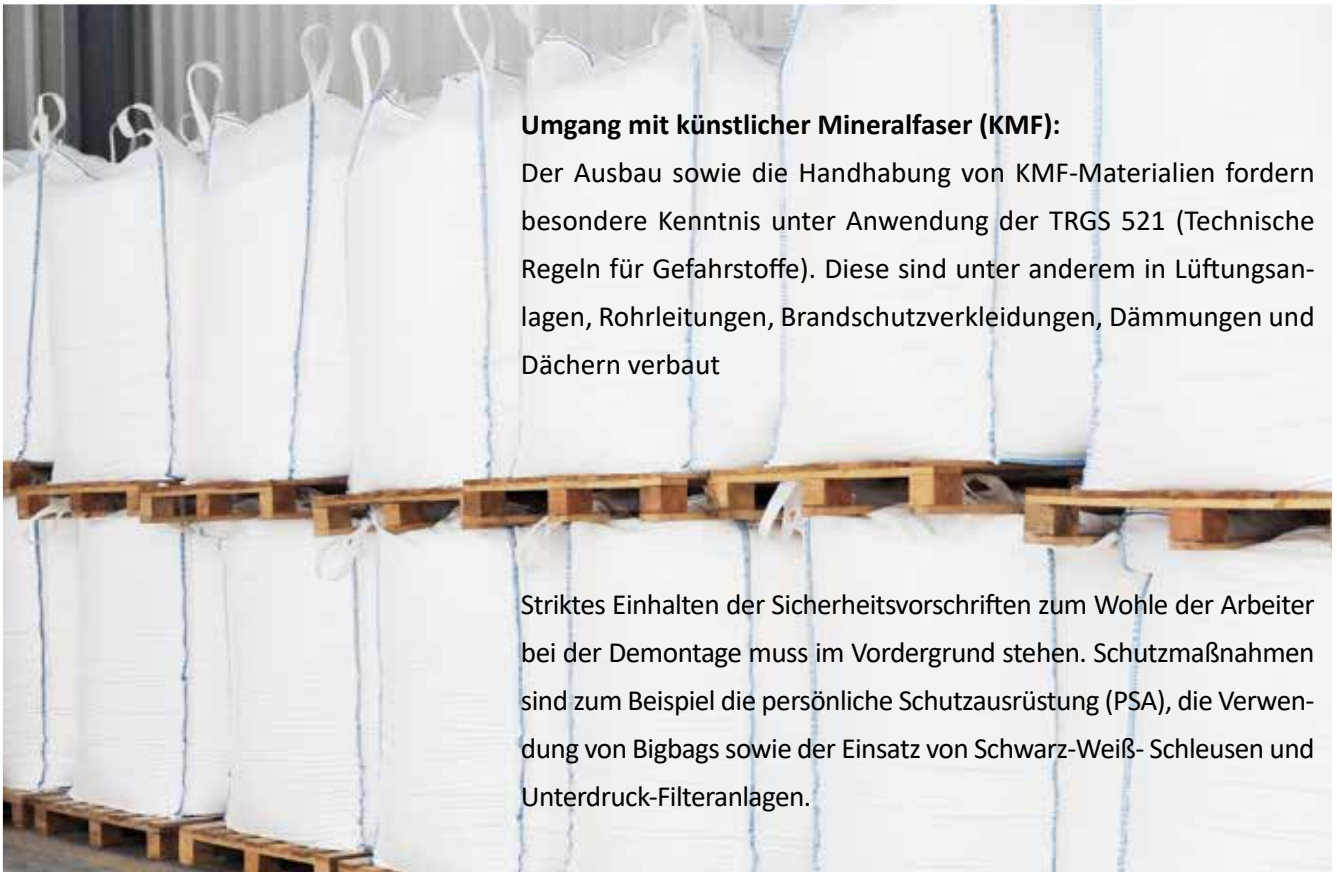 Umgang mit künstlicher Mineralfaser (KMF):
Der Ausbau sowie die Handhabung von KMF-Materialien fordern
besondere Kenntnis unter Anwendung der TRGS 521 (Technische
Regeln für Gefahrstoffe). Diese sind unter anderem in Lüftungsan-
lagen, Rohrleitungen, Brandschutzverkleidungen, Dämmungen und
Dächern verbaut
Striktes Einhalten der Sicherheitsvorschriften zum Wohle der Arbeiter
bei der Demontage muss im Vordergrund stehen. Schutzmaßnahmen
sind zum Beispiel die persönliche Schutzausrüstung (PSA), die Verwen-
dung von Bigbags sowie der Einsatz von Schwarz-Weiß- Schleusen und
Unterdruck-Filteranlagen.